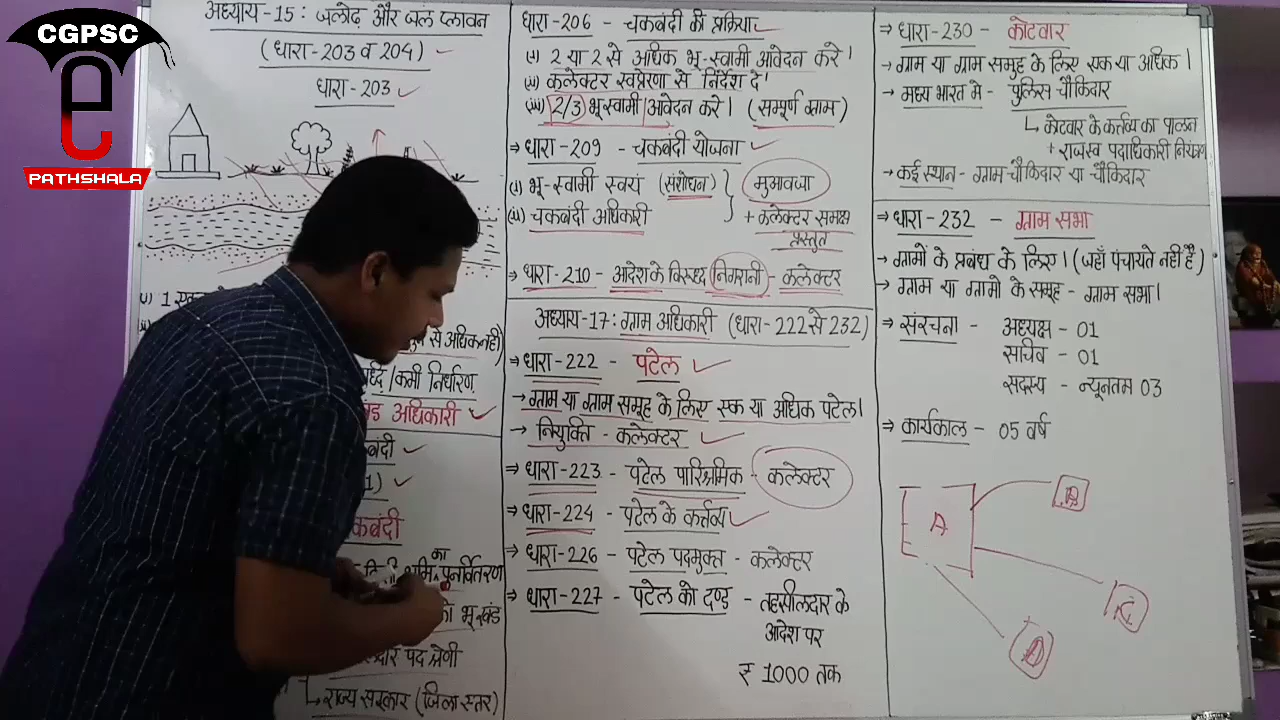 CGPSC
e
PATHSHALA
अध्याय-15: जलोढ़ और जल प्लावन
(धारा-203 व 204)
धारा-203
से अधिक नहीं)
/कमी निर्धारण
अधिकारी
पुनर्वितरण
का
भू-खंड
पद श्रेणी
राज्य सरकार (जिला स्तर)
धारा-206 - चकबंदी की प्रक्रिया
(i) 2 या 2 से अधिक भू-स्वामी आवेदन करे।
(ii) कलेक्टर स्वप्रेरणा से निर्देश दे।
(iii) 2/3 भू-स्वामी आवेदन करे। (सम्पूर्ण ग्राम)
⇒ धारा-209 - चकबंदी योजना
(i) भू-स्वामी स्वयं (संशोधन)
(ii) चकबंदी अधिकारी
मुआवजा
+ कलेक्टर समक्ष
प्रस्तुत
⇒ धारा-210 - आदेश के विरुध्द निगरानी - कलेक्टर
अध्याय-17: ग्राम अधिकारी (धारा-222 से 232)
⇒ धारा-222 - पटेल
→ ग्राम या ग्राम समूह के लिए एक या अधिक पटेल।
→ नियुक्ति - कलेक्टर
⇒ धारा-223 - पटेल पारिश्रमिक - कलेक्टर
⇒ धारा-224 - पटेल के कर्त्तव्य
⇒ धारा-226 - पटेल पदमुक्त - कलेक्टर
⇒ धारा-227 - पटेल को दण्ड - तहसीलदार के
आदेश पर
₹ 1000 तक
⇒ धारा-230 - कोटवार
→ ग्राम या ग्राम समूह के लिए एक या अधिक।
→ मध्य भारत मे - पुलिस चौकिदार
↳ कोटवार के कर्त्तव्य का पालन
+ राजस्व पदाधिकारी नियंत्रण
→ कई स्थान - ग्राम-चौकिदार या चौकिदार
⇒ धारा-232 - ग्राम सभा
→ ग्रामों के प्रबंध के लिए। (जहाँ पंचायते नहीं है)
→ ग्राम या ग्रामो के समूह - ग्राम सभा।
⇒ संरचना - अध्यक्ष - 01
सचिव - 01
सदस्य - न्यूनतम 03
⇒ कार्यकाल - 05 वर्ष
A
B
C
D